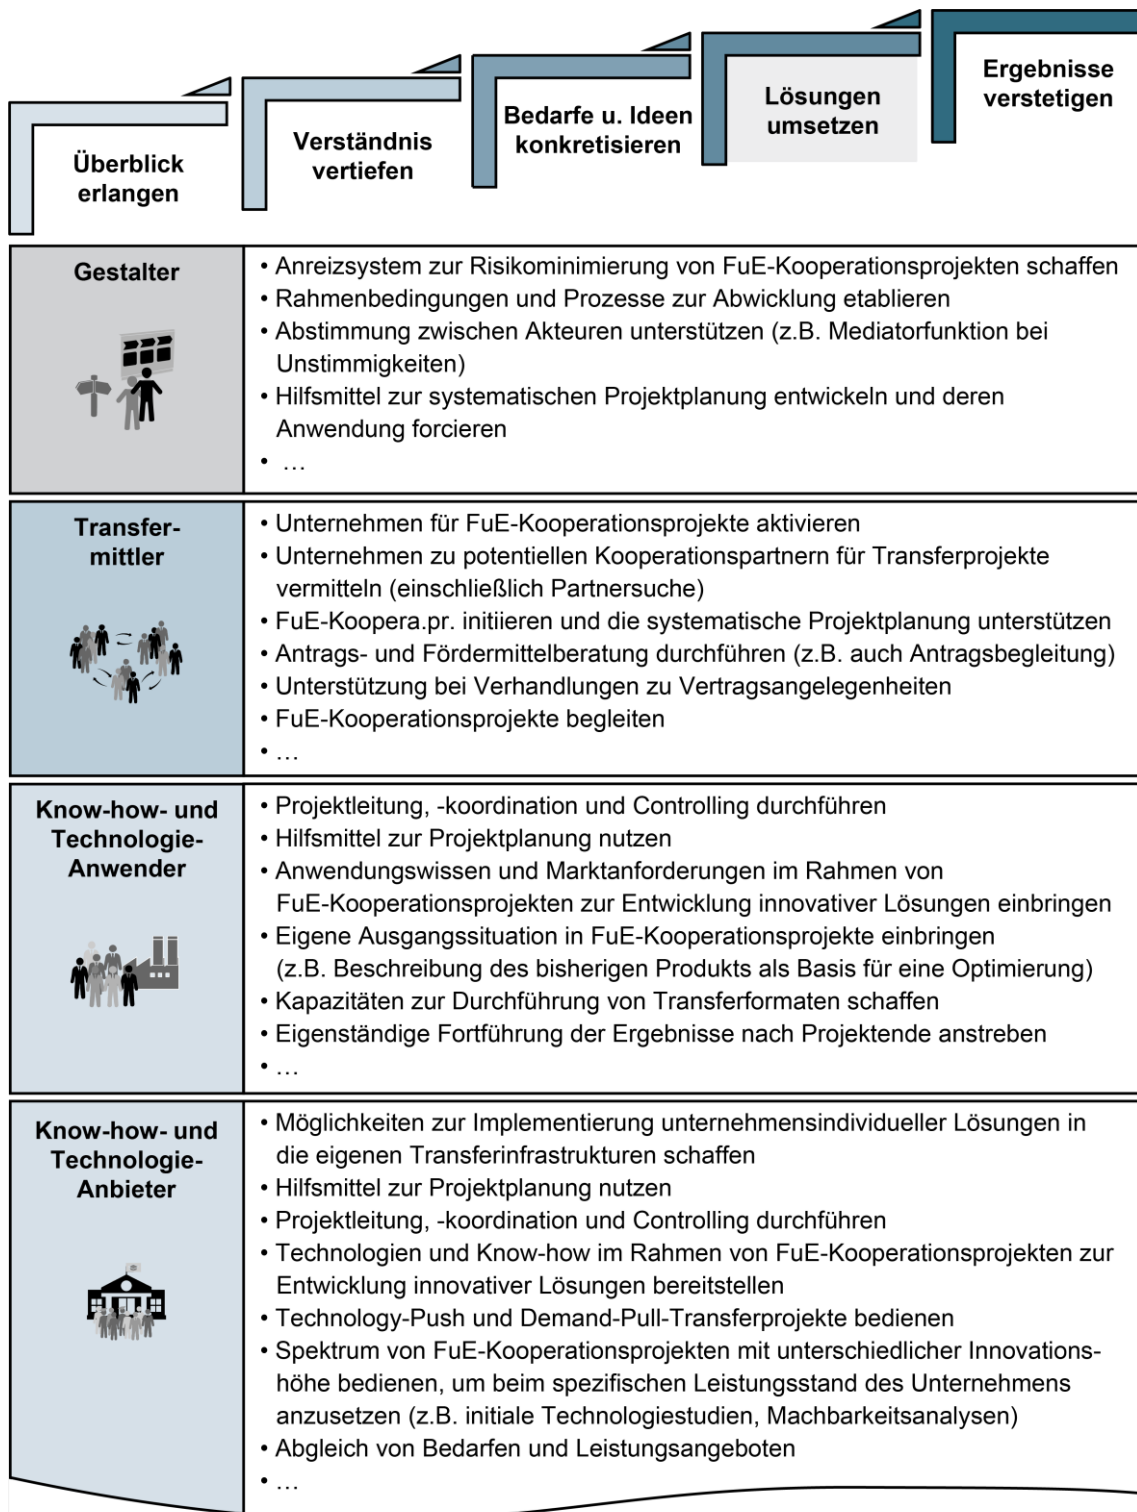 Überblick
erlangen
Verständnis
vertiefen
Bedarfe u. Ideen
konkretisieren
Lösungen
umsetzen
Ergebnisse
verstetigen
Gestalter
• Anreizsystem zur Risikominimierung von FuE-Kooperationsprojekten schaffen
• Rahmenbedingungen und Prozesse zur Abwicklung etablieren
• Abstimmung zwischen Akteuren unterstützen (z.B. Mediatorfunktion bei
Unstimmigkeiten)
• Hilfsmittel zur systematischen Projektplanung entwickeln und deren
Anwendung forcieren
• …
Transfer-
mittler
• Unternehmen für FuE-Kooperationsprojekte aktivieren
• Unternehmen zu potentiellen Kooperationspartnern für Transferprojekte
vermitteln (einschließlich Partnersuche)
• FuE-Koopera.pr. initiieren und die systematische Projektplanung unterstützen
• Antrags- und Fördermittelberatung durchführen (z.B. auch Antragsbegleitung)
• Unterstützung bei Verhandlungen zu Vertragsangelegenheiten
• FuE-Kooperationsprojekte begleiten
• …
Know-how- und
Technologie-
Anwender
• Projektleitung, -koordination und Controlling durchführen
• Hilfsmittel zur Projektplanung nutzen
• Anwendungswissen und Marktanforderungen im Rahmen von
FuE-Kooperationsprojekten zur Entwicklung innovativer Lösungen einbringen
• Eigene Ausgangssituation in FuE-Kooperationsprojekte einbringen
(z.B. Beschreibung des bisherigen Produkts als Basis für eine Optimierung)
• Kapazitäten zur Durchführung von Transferformaten schaffen
• Eigenständige Fortführung der Ergebnisse nach Projektende anstreben
• …
Know-how- und
Technologie-
Anbieter
• Möglichkeiten zur Implementierung unternehmensindividueller Lösungen in
die eigenen Transferinfrastrukturen schaffen
• Hilfsmittel zur Projektplanung nutzen
• Projektleitung, -koordination und Controlling durchführen
• Technologien und Know-how im Rahmen von FuE-Kooperationsprojekten zur
Entwicklung innovativer Lösungen bereitstellen
• Technology-Push und Demand-Pull-Transferprojekte bedienen
• Spektrum von FuE-Kooperationsprojekten mit unterschiedlicher Innovations-
höhe bedienen, um beim spezifischen Leistungsstand des Unternehmens
anzusetzen (z.B. initiale Technologiestudien, Machbarkeitsanalysen)
• Abgleich von Bedarfen und Leistungsangeboten
• …